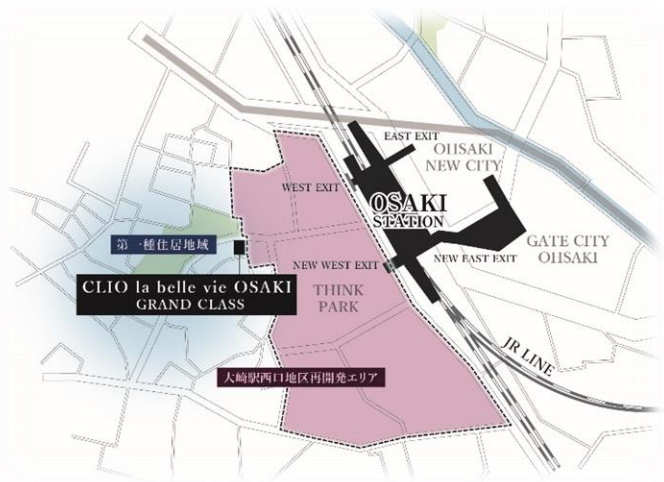 EAST EXIT
OHSAKI
NEW CITY
WEST EXIT
OSAKI
STATION
第一種住居地域
GATE CITY
OHSAKI
NEW EAST EXIT
NEW WEST EXIT
CLIO la belle vie OSAKI
GRAND CLASS
THINK
PARK
JR LINE
大崎駅西口地区再開発エリア